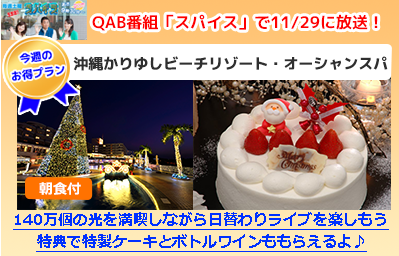 QAB番組「スパイス」で11/29に放送！
今週の
お得プラン
沖縄かりゆしビーチリゾート・オーシャンスパ
朝食付
140万個の光を満喫しながら日替わりライブを楽しもう
特典で特製ケーキとボトルワインももらえるよ♪